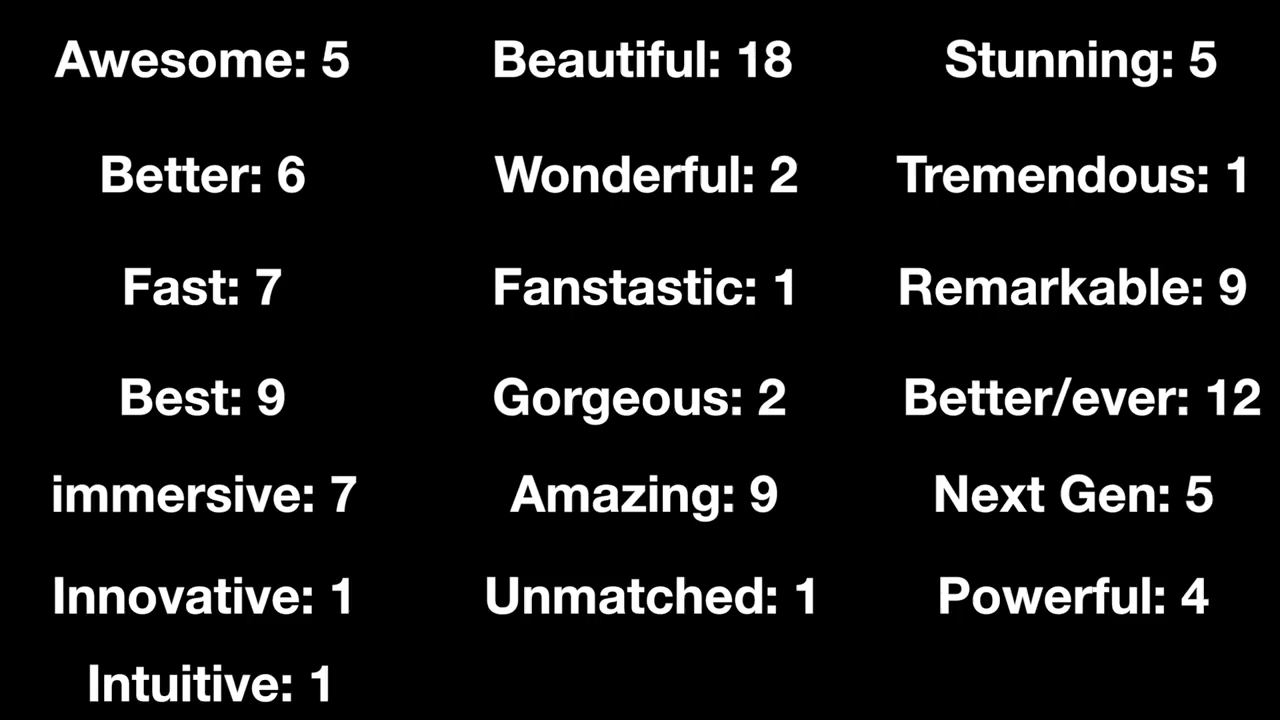 Awesome: 5 Beautiful: 18 Stunning: 5
Better: 6 Wonderful: 2 Tremendous: 1
Fast: 7 Fanstastic: 1 Remarkable: 9
Best: 9 Gorgeous: 2 Better/ever: 12
immersive: 7 Amazing: 9 Next Gen: 5
Innovative: 1 Unmatched: 1 Powerful: 4
Intuitive: 1